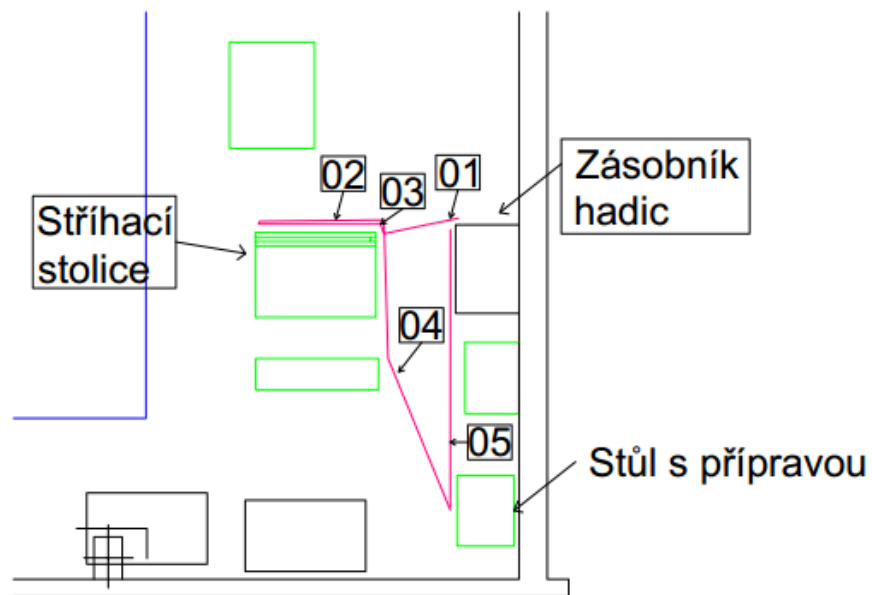 02
03
01
Zásobník
hadic
Stříhací
stolice
04
05
Stůl s přípravou